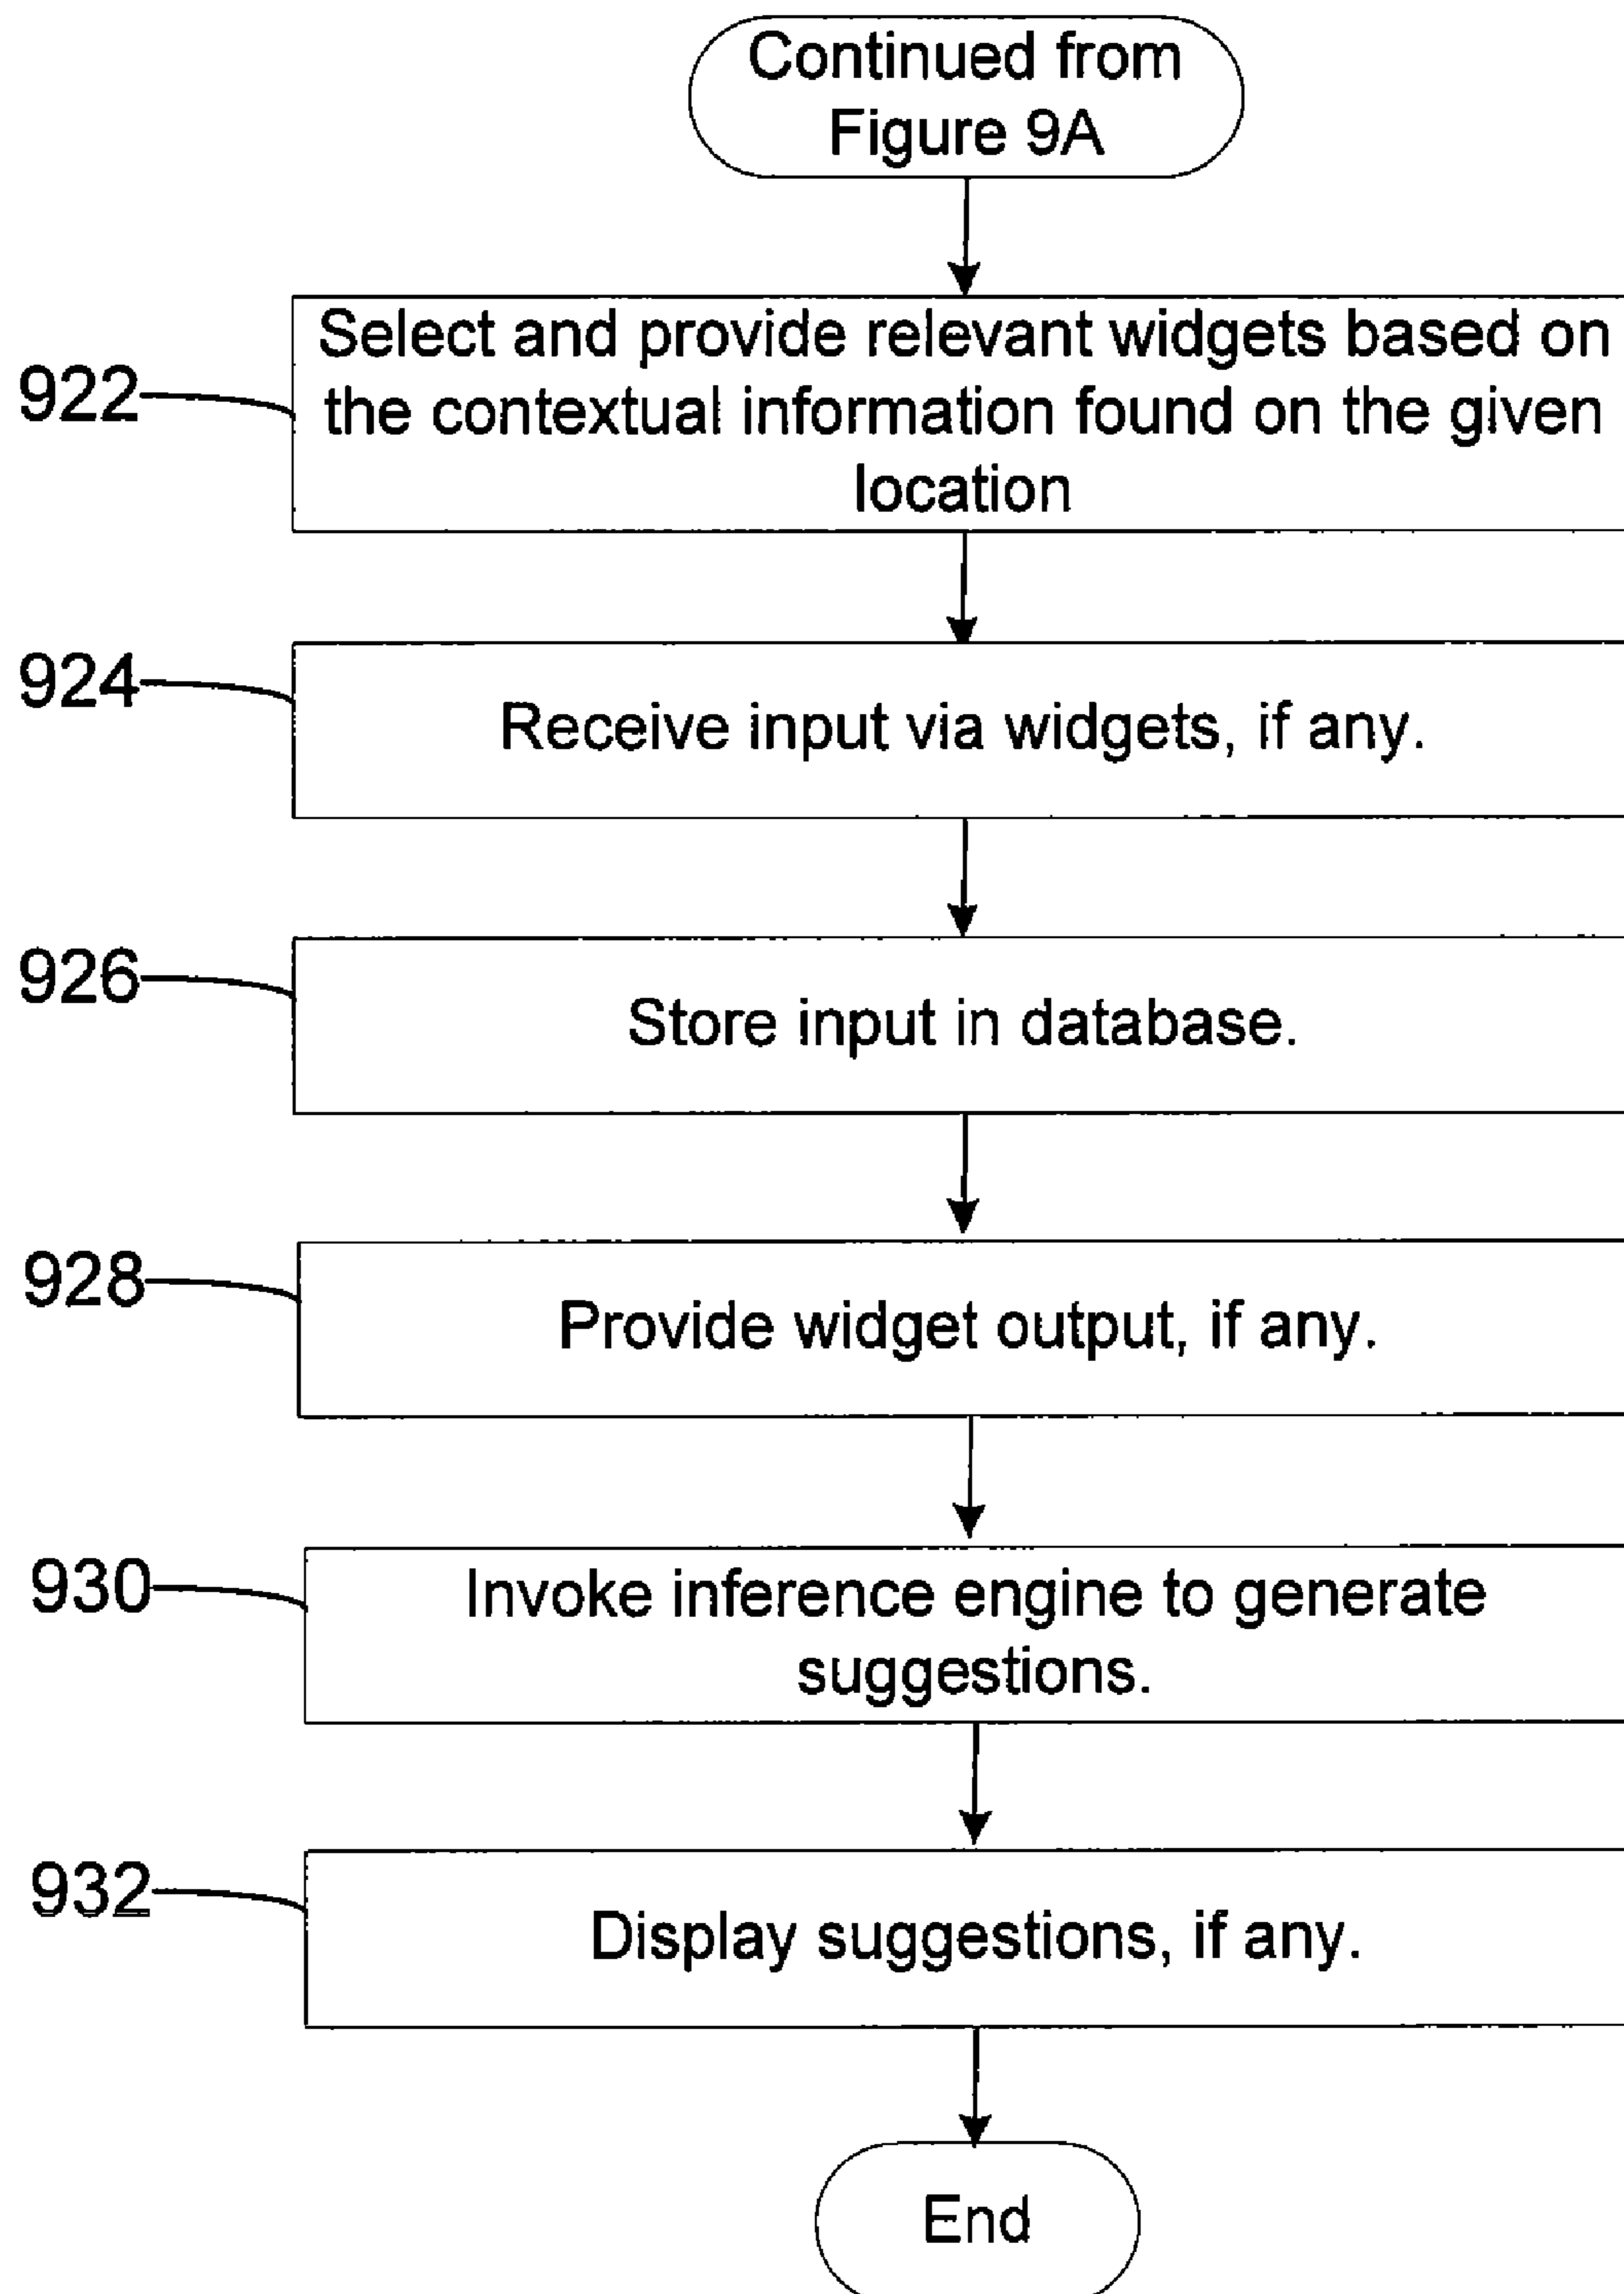 Continued from
Figure 9A
922
Select and provide relevant widgets based on
the contextual information found on the given
location
924
Receive input via widgets, if any.
926
Store input in database.
928
Provide widget output, if any.
930
Invoke inference engine to generate
suggestions.
932
Display suggestions, if any.
End